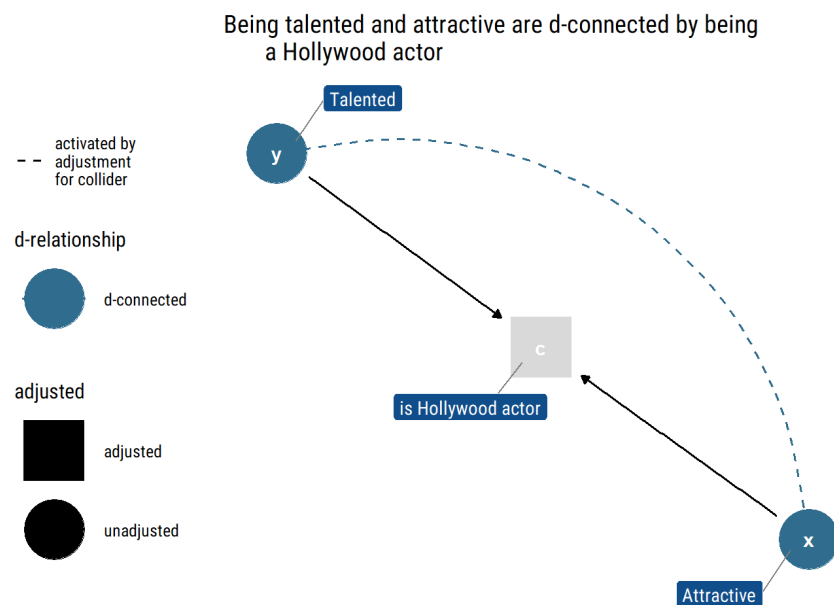 Being talented and attractive are d-connected by being
a Hollywood actor
Talented
y
activated by
adjustment
for collider
d-relationship
d-connected
c
is Hollywood actor
adjusted
adjusted
unadjusted
x
Attractive